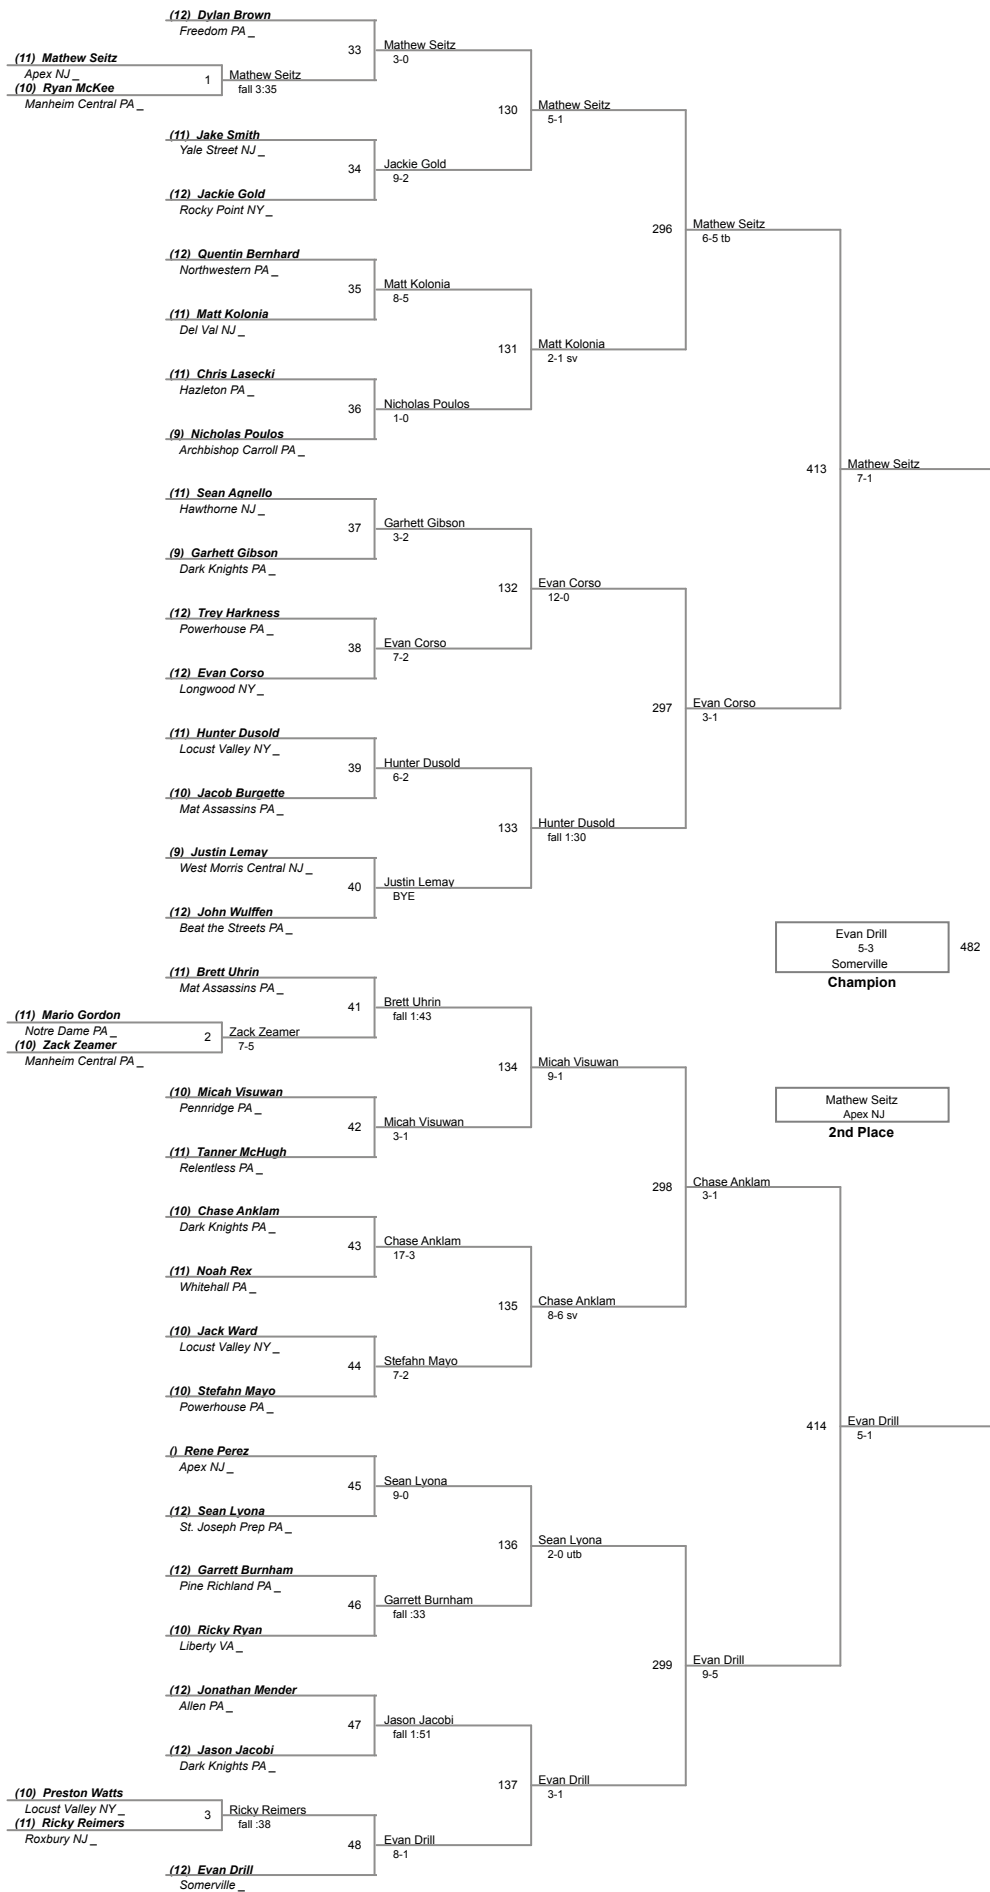 (12) Dylan Brown
Freedom PA _
33
Mathew Seitz
3-0
(11) Mathew Seitz
Apex NJ _
1
Mathew Seitz
fall 3:35
(10) Ryan McKee
Manheim Central PA _
130
Mathew Seitz
5-1
(11) Jake Smith
Yale Street NJ _
34
Jackie Gold
9-2
(12) Jackie Gold
Rocky Point NY _
296
Mathew Seitz
6-5 tb
(12) Quentin Bernhard
Northwestern PA _
35
Matt Kolonia
8-5
(11) Matt Kolonia
Del Val NJ _
131
Matt Kolonia
2-1 sv
(11) Chris Lasecki
Hazleton PA _
36
Nicholas Poulos
1-0
(9) Nicholas Poulos
Archbishop Carroll PA _
413
Mathew Seitz
7-1
(11) Sean Agnello
Hawthorne NJ _
37
Garhett Gibson
3-2
(9) Garhett Gibson
Dark Knights PA _
132
Evan Corso
12-0
(12) Trey Harkness
Powerhouse PA _
38
Evan Corso
7-2
(12) Evan Corso
Longwood NY _
297
Evan Corso
3-1
(11) Hunter Dusold
Locust Valley NY _
39
Hunter Dusold
6-2
(10) Jacob Burgette
Mat Assassins PA _
133
Hunter Dusold
fall 1:30
(9) Justin Lemay
West Morris Central NJ _
40
Justin Lemay
BYE
(12) John Wulffen
Beat the Streets PA _
Evan Drill
5-3
Somerville
482
Champion
(11) Brett Uhrin
Mat Assassins PA _
41
Brett Uhrin
fall 1:43
(11) Mario Gordon
Notre Dame PA _
2
Zack Zeamer
7-5
(10) Zack Zeamer
Manheim Central PA _
134
Micah Visuwan
9-1
(10) Micah Visuwan
Pennridge PA _
42
Micah Visuwan
3-1
(11) Tanner McHugh
Relentless PA _
Mathew Seitz
Apex NJ
2nd Place
298
Chase Anklam
3-1
(10) Chase Anklam
Dark Knights PA _
43
Chase Anklam
17-3
(11) Noah Rex
Whitehall PA _
135
Chase Anklam
8-6 sv
(10) Jack Ward
Locust Valley NY _
44
Stefahn Mayo
7-2
(10) Stefahn Mayo
Powerhouse PA _
414
Evan Drill
5-1
() Rene Perez
Apex NJ _
45
Sean Lyona
9-0
(12) Sean Lyona
St. Joseph Prep PA _
136
Sean Lyona
2-0 utb
(12) Garrett Burnham
Pine Richland PA _
46
Garrett Burnham
fall :33
(10) Ricky Ryan
Liberty VA _
299
Evan Drill
9-5
(12) Jonathan Mender
Allen PA _
47
Jason Jacobi
fall 1:51
(12) Jason Jacobi
Dark Knights PA _
137
Evan Drill
3-1
(10) Preston Watts
Locust Valley NY _
3
Ricky Reimers
fall :38
(11) Ricky Reimers
Roxbury NJ _
48
Evan Drill
8-1
(12) Evan Drill
Somerville _